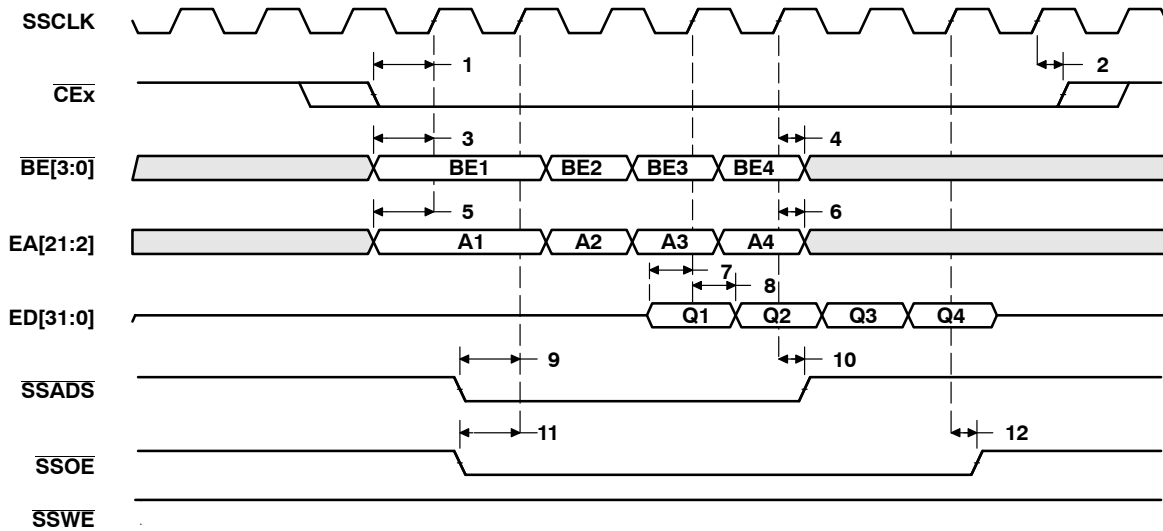 SSCLK
1 2
CEx
3 4
BE[3:0] BE1 BE2 BE3 BE4
5 6
EA[21:2] A1 A2 A3 A4
7 8
ED[31:0] Q1 Q2 Q3 Q4
9 10
SSADS
11 12
SSOE
SSWE